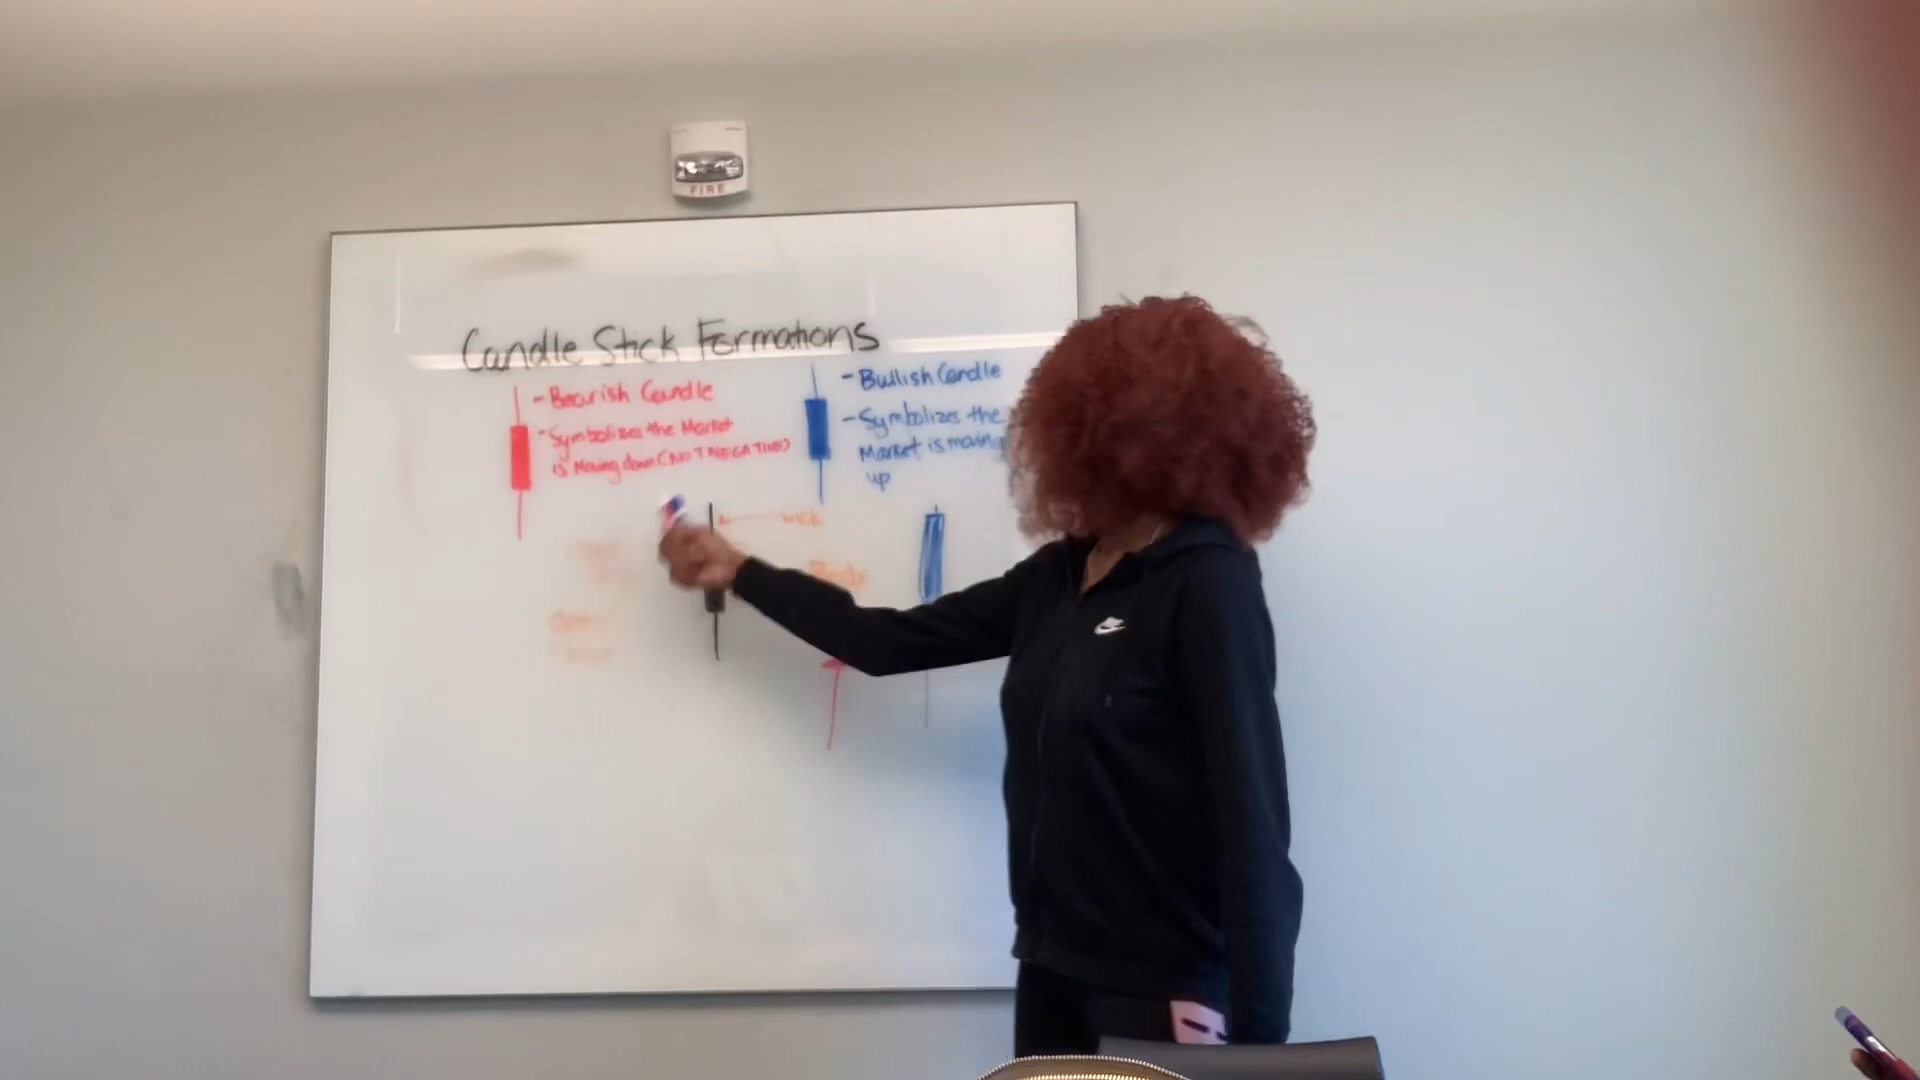 FIRE
Candle Stick Formations
- Bearish Candle
- Symbolizes the Market
is Moving down (NOT NEGATIVE)
- Bullish Candle
- Symbolizes the
Market is moving
up
WICK
Body
Open